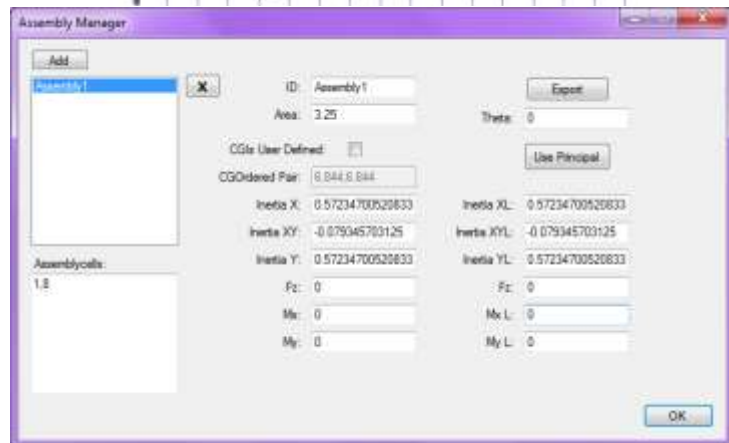 Assembly Manager
Add
Assembly1
X ID: Assembly1 Export
Area: 3.25 Theta: 0
CGIs User Defined: Use Principal
CGOrdered Pair: 6.844,6.844
Inertia X: 0.57234700520833 Inertia XL: 0.57234700520833
Inertia XY: -0.079345703125 Inertia XYL: -0.079345703125
Assemblycells: Inertia Y: 0.57234700520833 Inertia YL: 0.57234700520833
1,8 Fz: 0 Fz: 0
Mx: 0 Mx L: 0
My: 0 My L: 0
OK